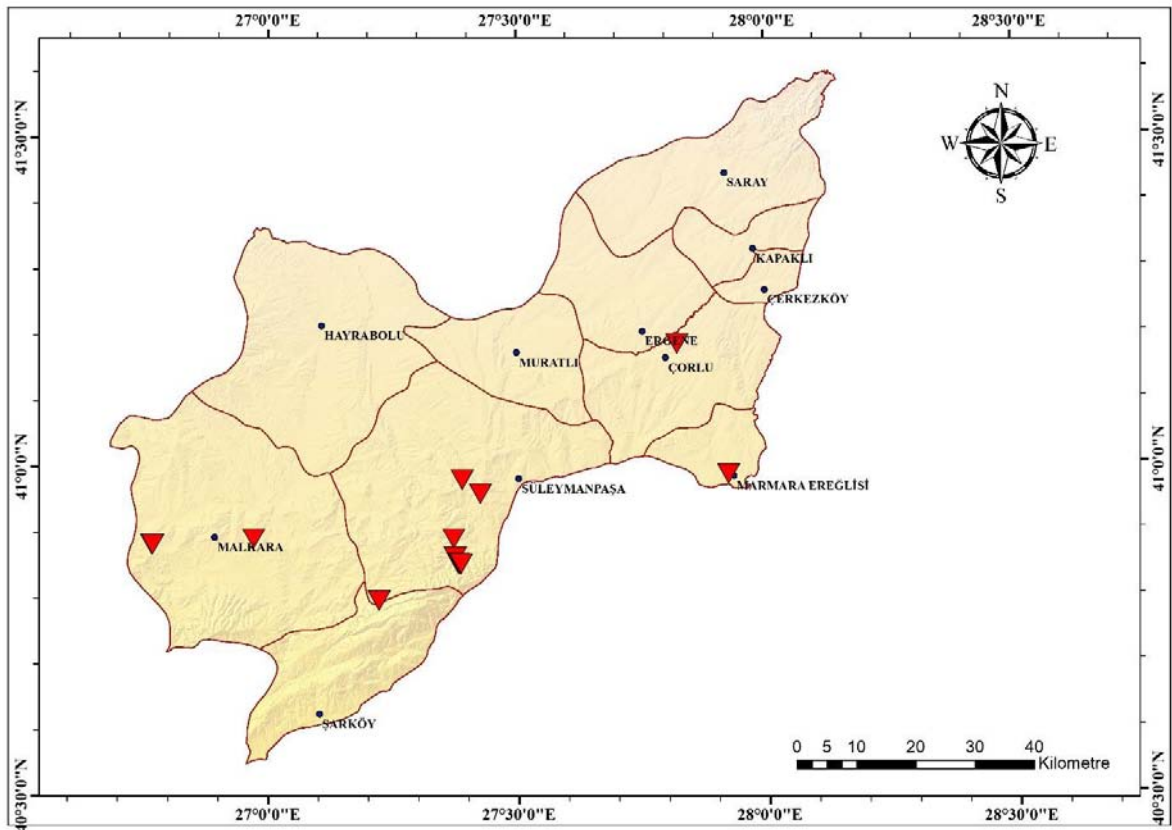 27°0'0"E
27°30'0"E
28°0'0"E
28°30'0"E
41°30'0"N
41°30'0"N
N
W
E
S
SARAY
KAPAKLI
ÇERKEZKÖY
HAYRABOLU
ERGENE
MURATLI
ÇORLU
41°0'0"N
41°0'0"N
SÜLEYMANPAŞA
MARMARA EREĞLİSİ
MALKARA
ŞARKÖY
0 5 10 20 30 40
Kilometre
40°30'0"N
40°30'0"N
27°0'0"E
27°30'0"E
28°0'0"E
28°30'0"E